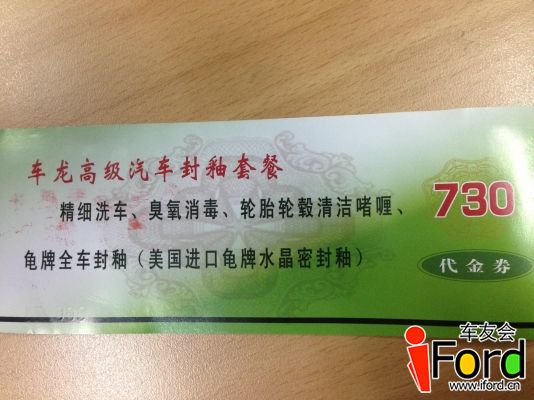 车龙高级汽车封釉套餐
精细洗车、臭氧消毒、轮胎轮毂清洁啫喱、
龟牌全车封釉（美国进口龟牌水晶密封釉）
730
代金券
车友会
iFord
www.iford.cn